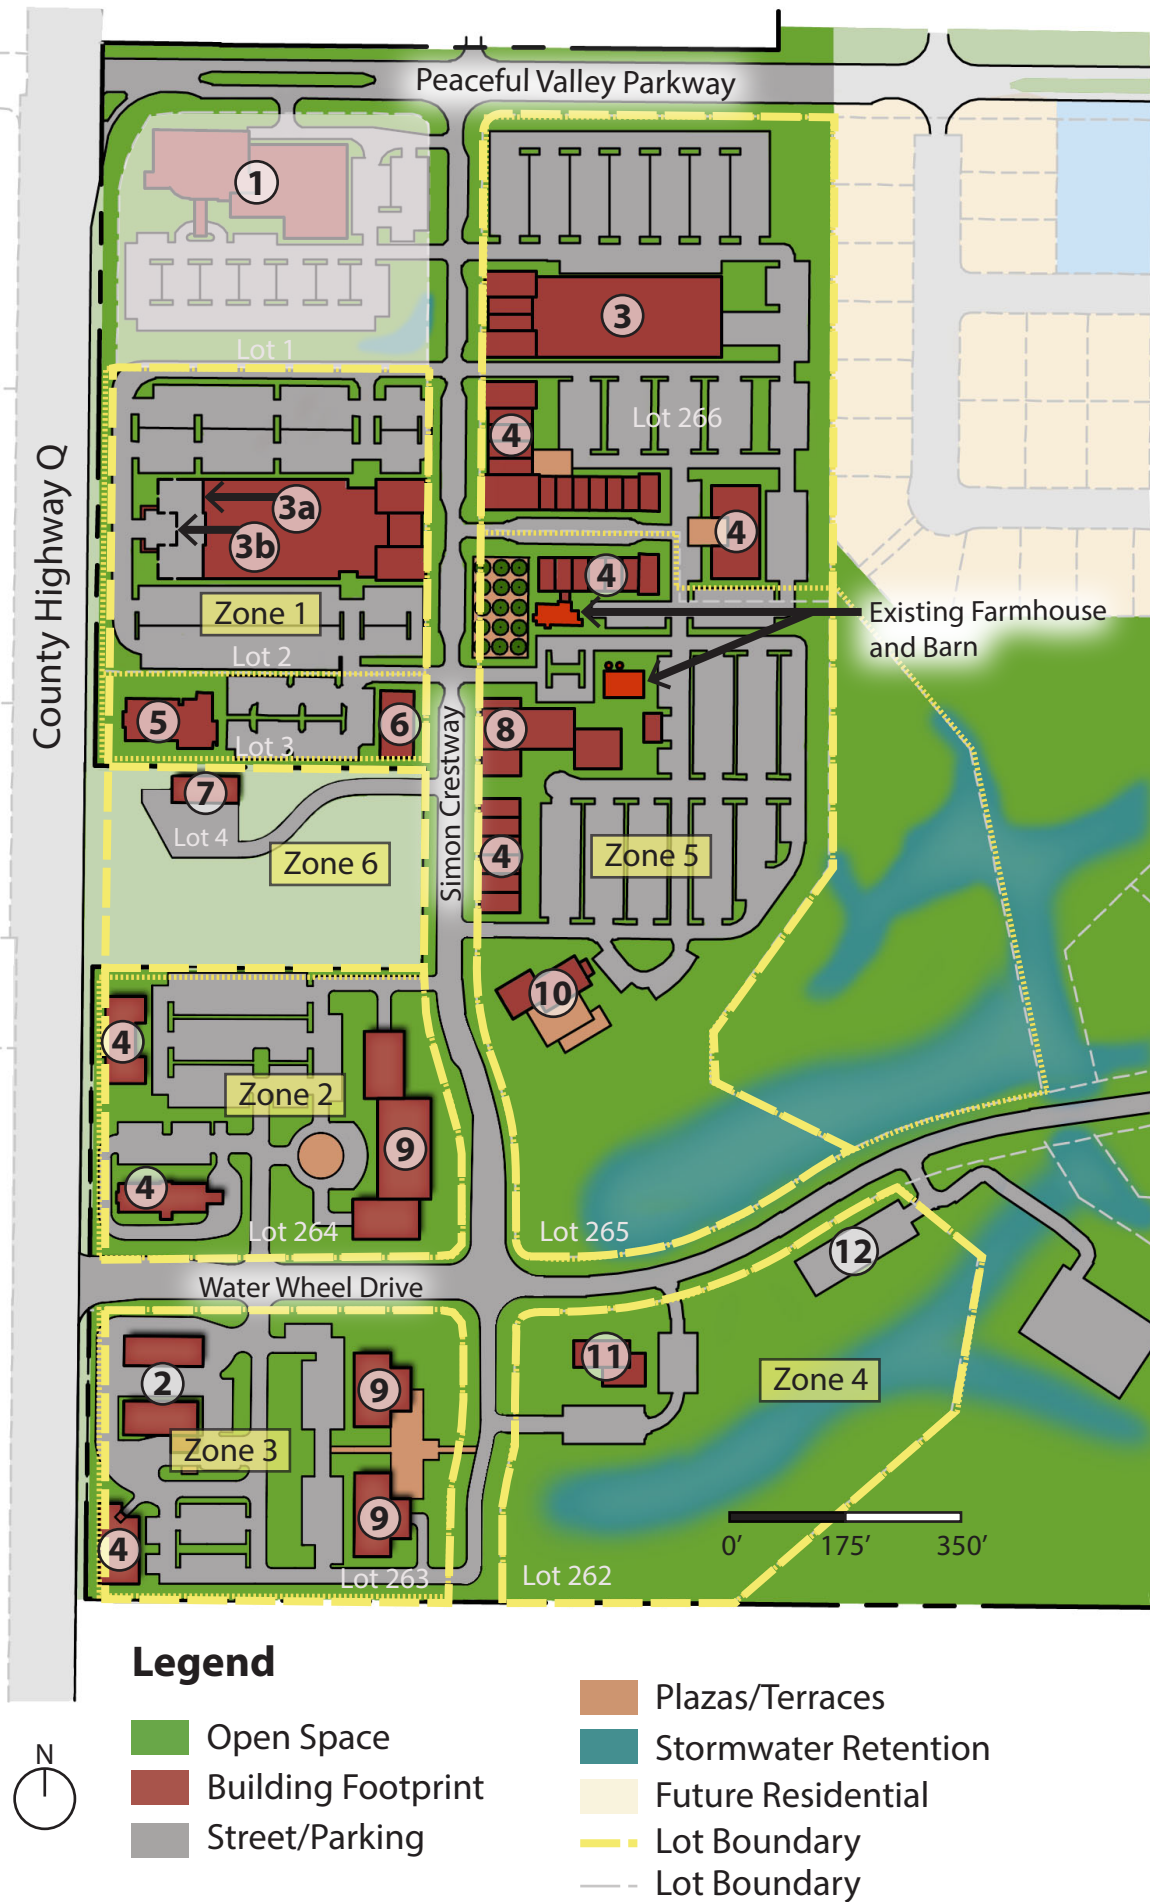 Peaceful Valley Parkway
1
Lot 1
3
Lot 266
4
3a
3b
4
4
Zone 1
Existing Farmhouse
and Barn
Lot 2
County Highway Q
5
6
Lot 3
8
Simon Crestway
7
Lot 4
Zone 6
4
Zone 5
10
4
Zone 2
9
4
Lot 264
Lot 265
12
Water Wheel Drive
2
9
11
Zone 4
Zone 3
9
4
0' 175' 350'
Lot 263
Lot 262
Legend
Open Space
Building Footprint
Street/Parking
Plazas/Terraces
Stormwater Retention
Future Residential
Lot Boundary
Lot Boundary
N